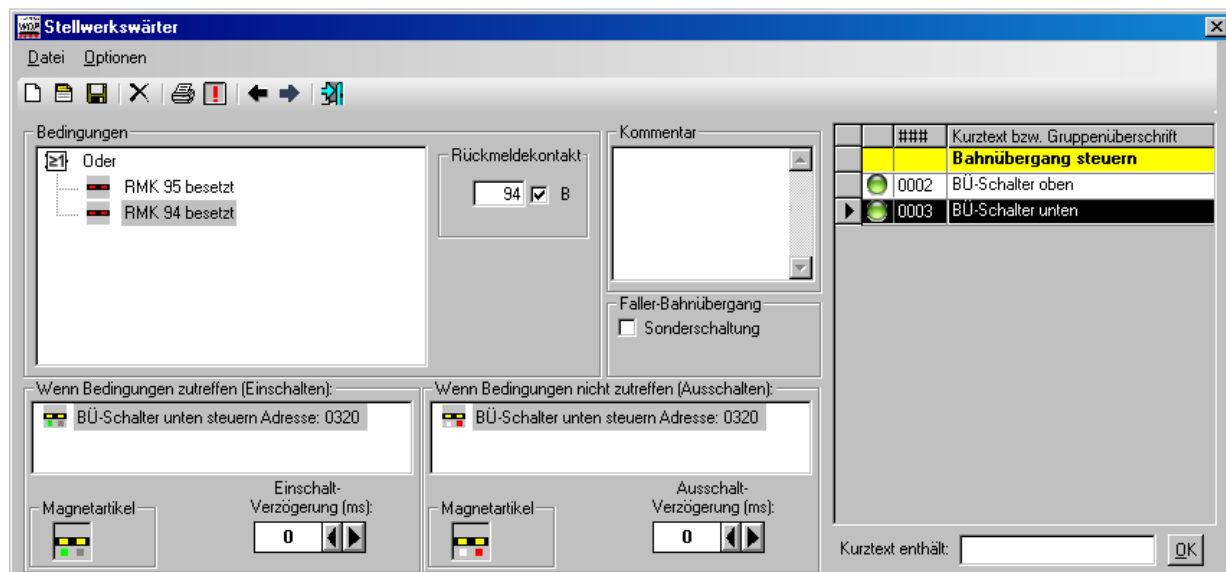 Stellwerkswärter
Datei Optionen
Bedingungen
≥1 Oder
RMK 95 besetzt
RMK 94 besetzt
Rückmeldekontakt
94 B
Kommentar
Faller-Bahnübergang
Sonderschaltung
Wenn Bedingungen zutreffen (Einschalten):
BÜ-Schalter unten steuern Adresse: 0320
Magnetartikel
Einschalt-
Verzögerung (ms):
0
Wenn Bedingungen nicht zutreffen (Ausschalten):
BÜ-Schalter unten steuern Adresse: 0320
Magnetartikel
Ausschalt-
Verzögerung (ms):
0
### Kurztext bzw. Gruppenüberschrift
Bahnübergang steuern
0002 BÜ-Schalter oben
0003 BÜ-Schalter unten
Kurztext enthält:
OK